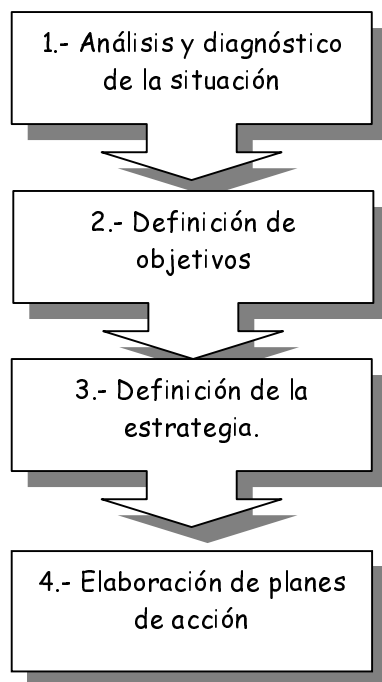 1.- Análisis y diagnóstico
de la situación
2.- Definición de
objetivos
3.- Definición de la
estrategia.
4.- Elaboración de planes
de acción